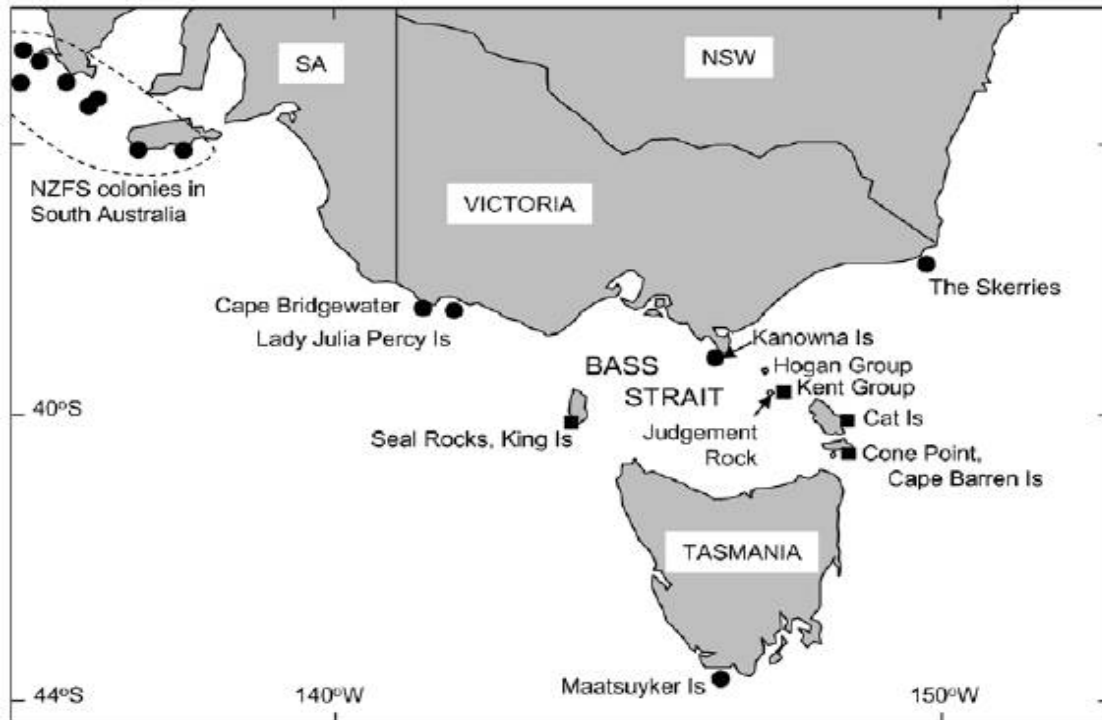 SA
NSW
NZFS colonies in
South Australia
VICTORIA
The Skerries
Cape Bridgewater
Lady Julia Percy Is
Kanowna Is
BASS
Hogan Group
STRAIT
Kent Group
40ºS
Judgement
Rock
Cat Is
Seal Rocks, King Is
Cone Point,
Cape Barren Is
TASMANIA
Maatsuyker Is
44ºS
140ºW
150ºW